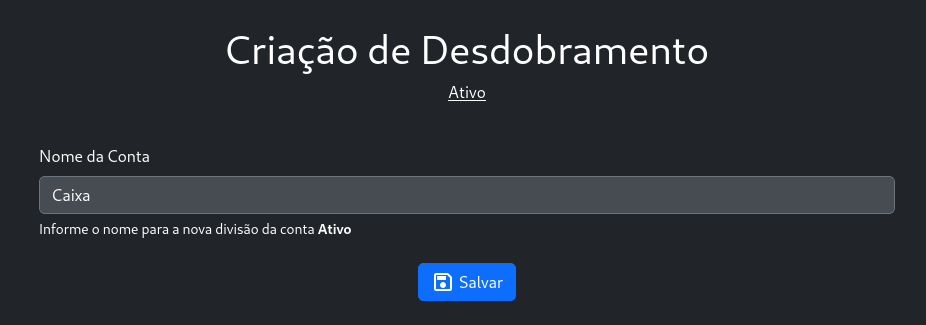 Criação de Desdobramento
Ativo
Nome da Conta
Caixa
Informe o nome para a nova divisão da conta Ativo
Salvar